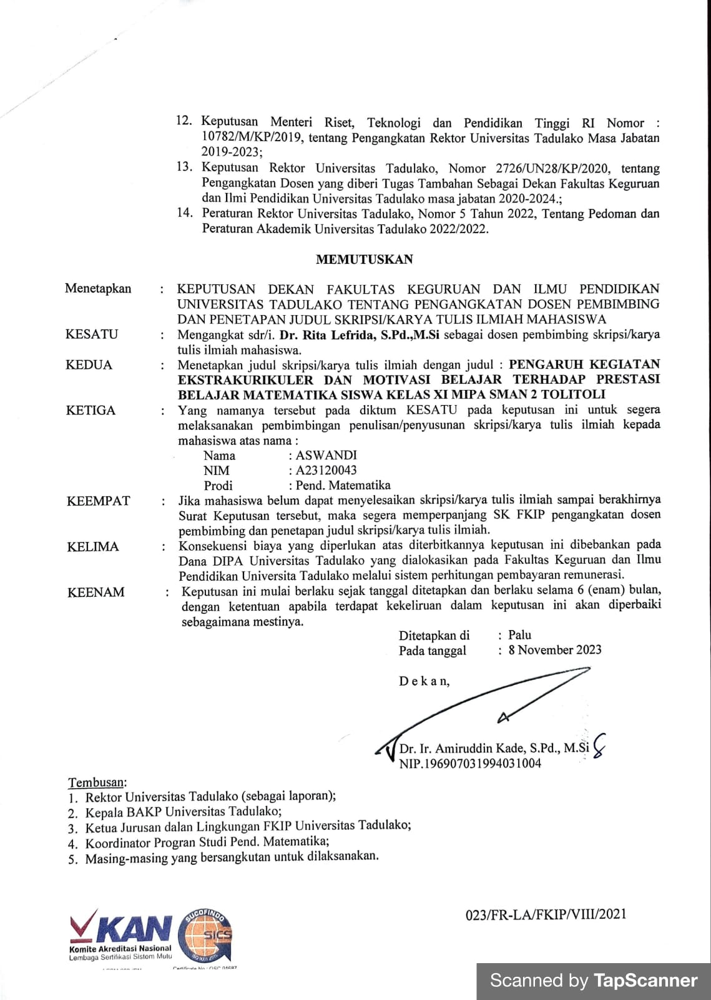 12. Keputusan Menteri Riset, Teknologi dan Pendidikan Tinggi RI Nomor :
10782/M/KP/2019, tentang Pengangkatan Rektor Universitas Tadulako Masa Jabatan
2019-2023;
13. Keputusan Rektor Universitas Tadulako, Nomor 2726/UN28/KP/2020, tentang
Pengangkatan Dosen yang diberi Tugas Tambahan Sebagai Dekan Fakultas Keguruan
dan Ilmi Pendidikan Universitas Tadulako masa jabatan 2020-2024.;
14. Peraturan Rektor Universitas Tadulako, Nomor 5 Tahun 2022, Tentang Pedoman dan
Peraturan Akademik Universitas Tadulako 2022/2022.
MEMUTUSKAN
Menetapkan : KEPUTUSAN DEKAN FAKULTAS KEGURUAN DAN ILMU PENDIDIKAN
UNIVERSITAS TADULAKO TENTANG PENGANGKATAN DOSEN PEMBIMBING
DAN PENETAPAN JUDUL SKRIPSI/KARYA TULIS ILMIAH MAHASISWA
KESATU : Mengangkat sdr/i. Dr. Rita Lefrida, S.Pd.,M.Si sebagai dosen pembimbing skripsi/karya
tulis ilmiah mahasiswa.
KEDUA : Menetapkan judul skripsi/karya tulis ilmiah dengan judul : PENGARUH KEGIATAN
EKSTRAKURIKULER DAN MOTIVASI BELAJAR TERHADAP PRESTASI
BELAJAR MATEMATIKA SISWA KELAS XI MIPA SMAN 2 TOLITOLI
KETIGA : Yang namanya tersebut pada diktum KESATU pada keputusan ini untuk segera
melaksanakan pembimbingan penulisan/penyusunan skripsi/karya tulis ilmiah kepada
mahasiswa atas nama :
Nama : ASWANDI
NIM : A23120043
Prodi : Pend. Matematika
KEEMPAT : Jika mahasiswa belum dapat menyelesaikan skripsi/karya tulis ilmiah sampai berakhirnya
Surat Keputusan tersebut, maka segera memperpanjang SK FKIP pengangkatan dosen
pembimbing dan penetapan judul skripsi/karya tulis ilmiah.
KELIMA : Konsekuensi biaya yang diperlukan atas diterbitkannya keputusan ini dibebankan pada
Dana DIPA Universitas Tadulako yang dialokasikan pada Fakultas Keguruan dan Ilmu
Pendidikan Universita Tadulako melalui sistem perhitungan pembayaran remunerasi.
KEENAM : Keputusan ini mulai berlaku sejak tanggal ditetapkan dan berlaku selama 6 (enam) bulan,
dengan ketentuan apabila terdapat kekeliruan dalam keputusan ini akan diperbaiki
sebagaimana mestinya.
Ditetapkan di : Palu
Pada tanggal : 8 November 2023
D e k a n,
Dr. Ir. Amiruddin Kade, S.Pd., M.Si
NIP.196907031994031004
Tembusan:
1. Rektor Universitas Tadulako (sebagai laporan);
2. Kepala BAKP Universitas Tadulako;
3. Ketua Jurusan dalan Lingkungan FKIP Universitas Tadulako;
4. Koordinator Progran Studi Pend. Matematika;
5. Masing-masing yang bersangkutan untuk dilaksanakan.
023/FR-LA/FKIP/VIII/2021
KAN
Komite Akreditasi Nasional
Lembaga Sertifikasi Sistem Mutu
SUCOFINDO
SICS
Scanned by TapScanner